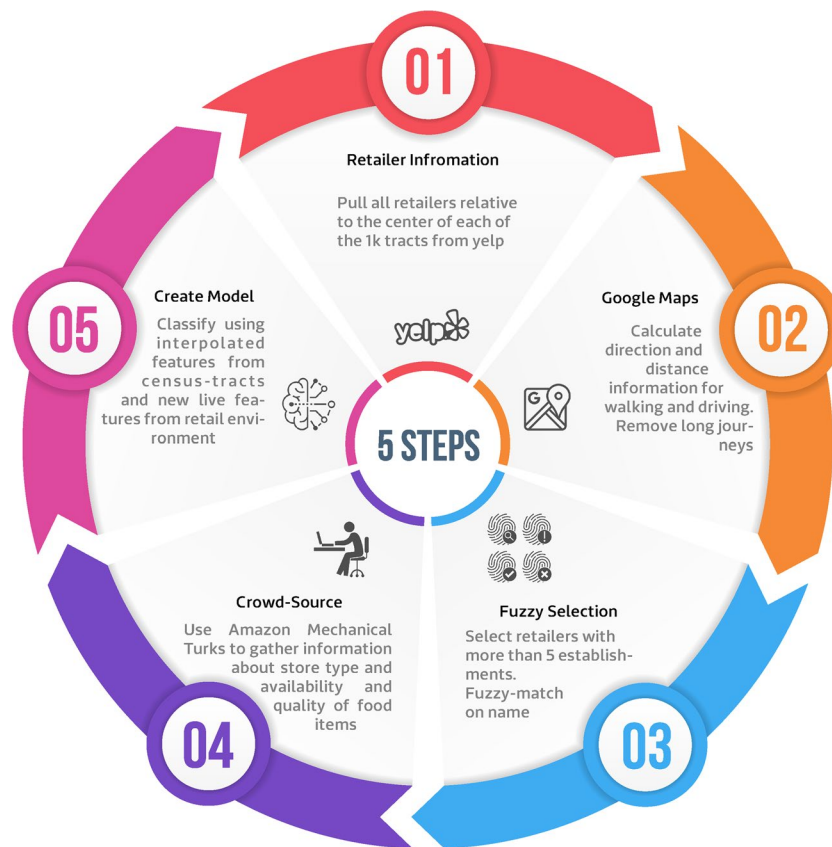 01
Retailer Infromation
Pull all retailers relative
to the center of each of
the 1k tracts from yelp
yelp
02
Google Maps
Calculate
direction and
distance
information for
walking and driving.
Remove long jour-
neys
G
03
Fuzzy Selection
Select retailers with
more than 5 establish-
ments.
Fuzzy-match
on name
04
Crowd-Source
Use Amazon Mechanical
Turks to gather information
about store type and
availability and
quality of food
items
05
Create Model
Classify using
interpolated
features from
census-tracts
and new live fea-
tures from retail envi-
ronment
5 STEPS